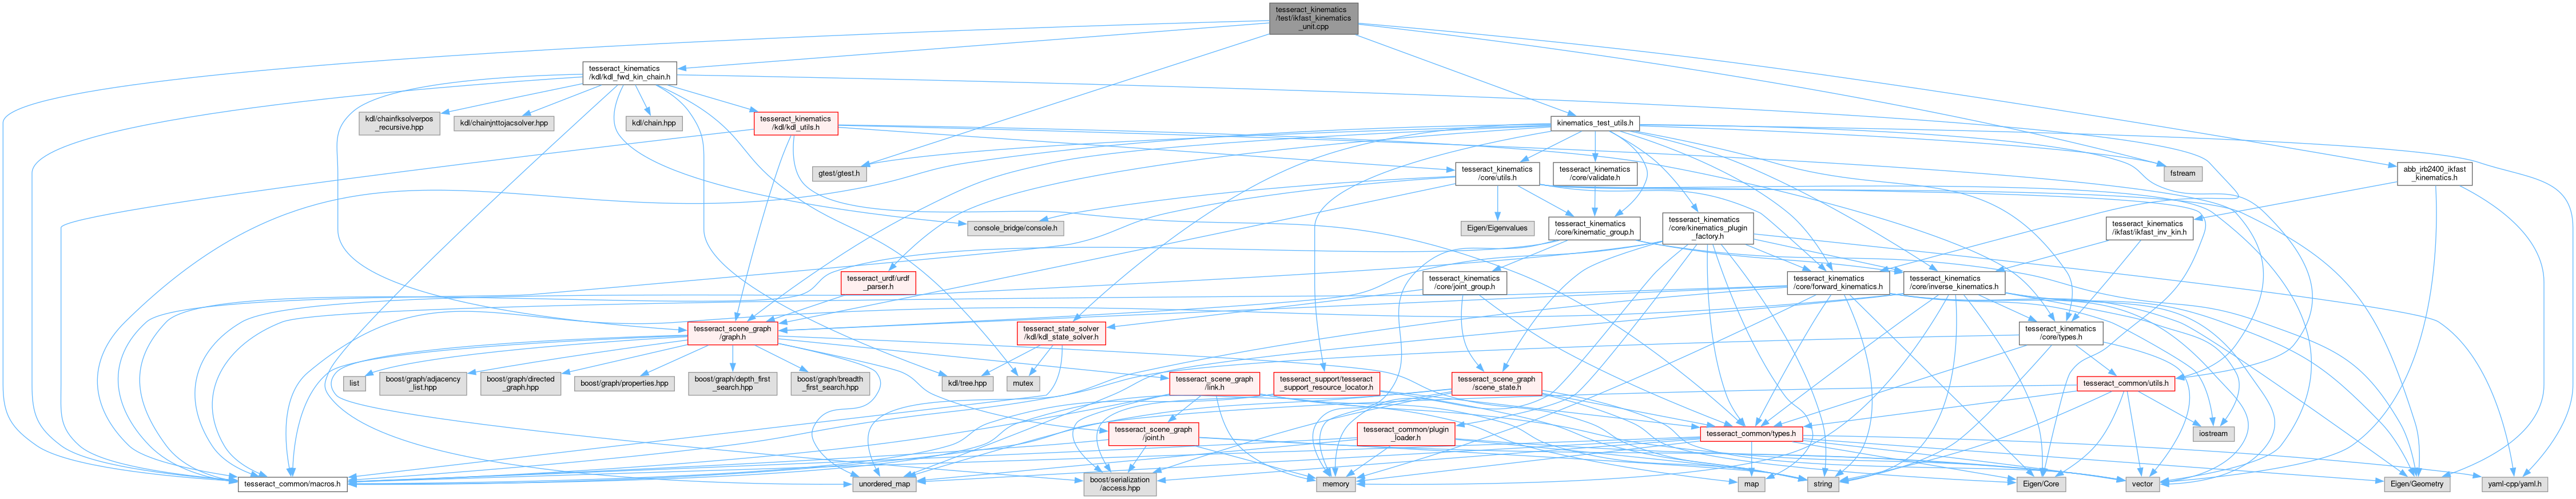 tesseract_kinematics
/test/ikfast_kinematics
_unit.cpp
tesseract_kinematics
/kdl/kdl_fwd_kin_chain.h
kdl/chainfksolverpos
_recursive.hpp
kdl/chainjnttojacsolver.hpp
kdl/chain.hpp
tesseract_kinematics
/kdl/kdl_utils.h
kinematics_test_utils.h
gtest/gtest.h
tesseract_kinematics
/core/utils.h
tesseract_kinematics
/core/validate.h
fstream
abb_irb2400_ikfast
_kinematics.h
console_bridge/console.h
Eigen/Eigenvalues
tesseract_kinematics
/core/kinematic_group.h
tesseract_kinematics
/core/kinematics_plugin
_factory.h
tesseract_kinematics
/ikfast/ikfast_inv_kin.h
tesseract_urdf/urdf
_parser.h
tesseract_kinematics
/core/joint_group.h
tesseract_kinematics
/core/forward_kinematics.h
tesseract_kinematics
/core/inverse_kinematics.h
tesseract_scene_graph
/graph.h
tesseract_state_solver
/kdl/kdl_state_solver.h
tesseract_kinematics
/core/types.h
list
boost/graph/adjacency
_list.hpp
boost/graph/directed
_graph.hpp
boost/graph/properties.hpp
boost/graph/depth_first
_search.hpp
boost/graph/breadth
_first_search.hpp
kdl/tree.hpp
mutex
tesseract_scene_graph
/link.h
tesseract_support/tesseract
_support_resource_locator.h
tesseract_scene_graph
/scene_state.h
tesseract_common/utils.h
tesseract_scene_graph
/joint.h
tesseract_common/plugin
_loader.h
tesseract_common/types.h
iostream
tesseract_common/macros.h
unordered_map
boost/serialization
/access.hpp
memory
map
string
Eigen/Core
vector
Eigen/Geometry
yaml-cpp/yaml.h